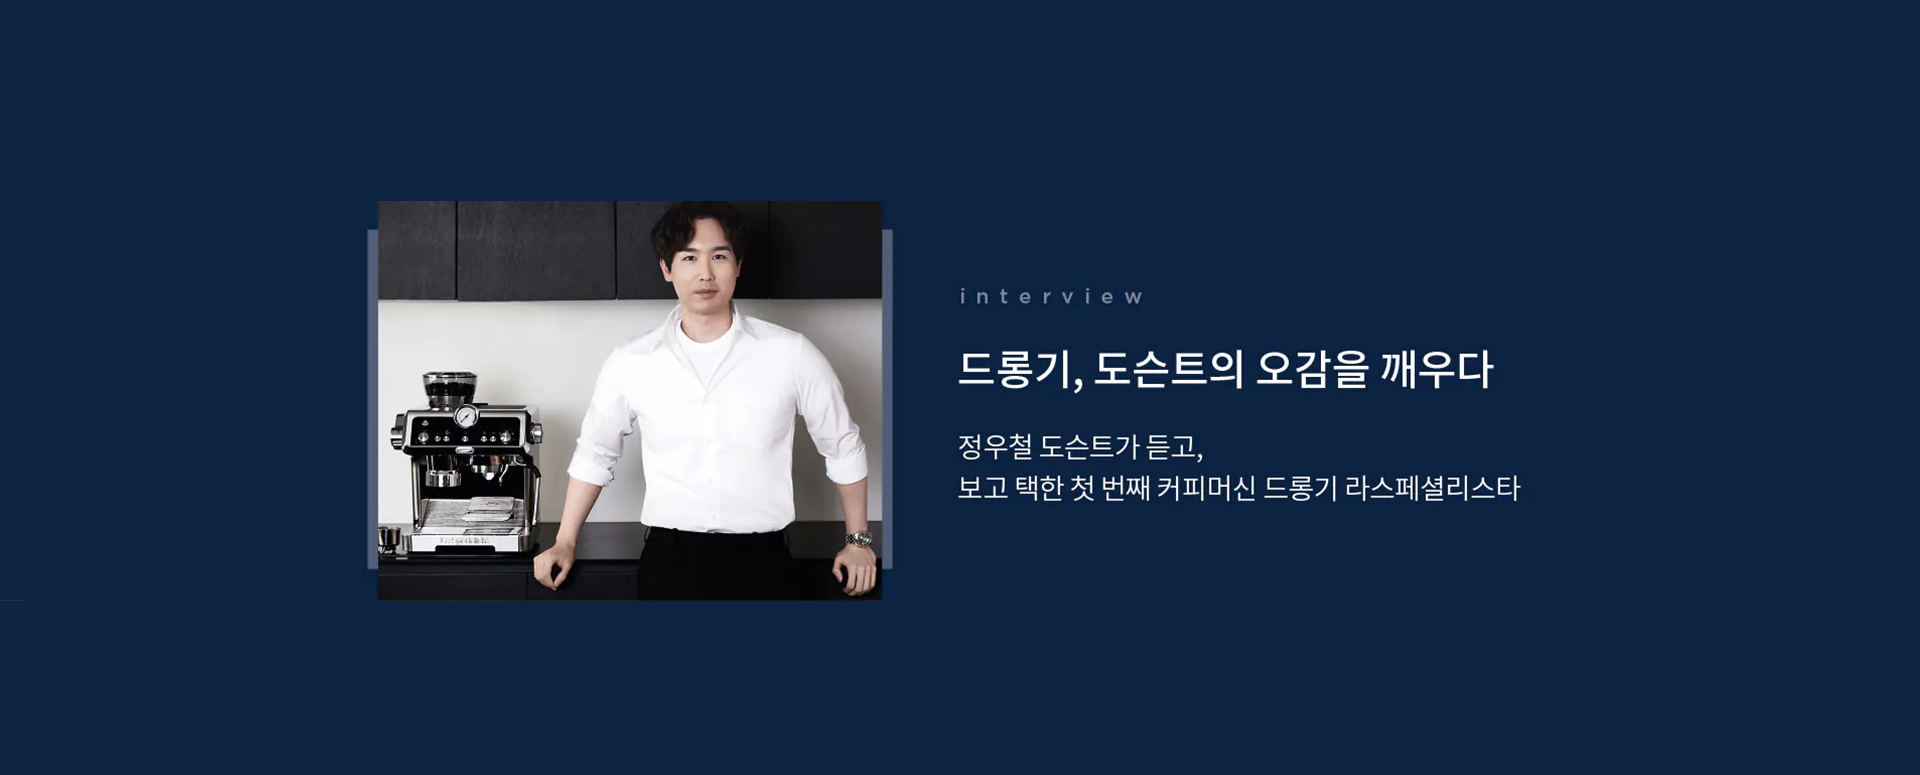 interview
드롱기, 도슨트의 오감을 깨우다
정우철 도슨트가 듣고,
보고 택한 첫 번째 커피머신 드롱기 라스페셜리스타